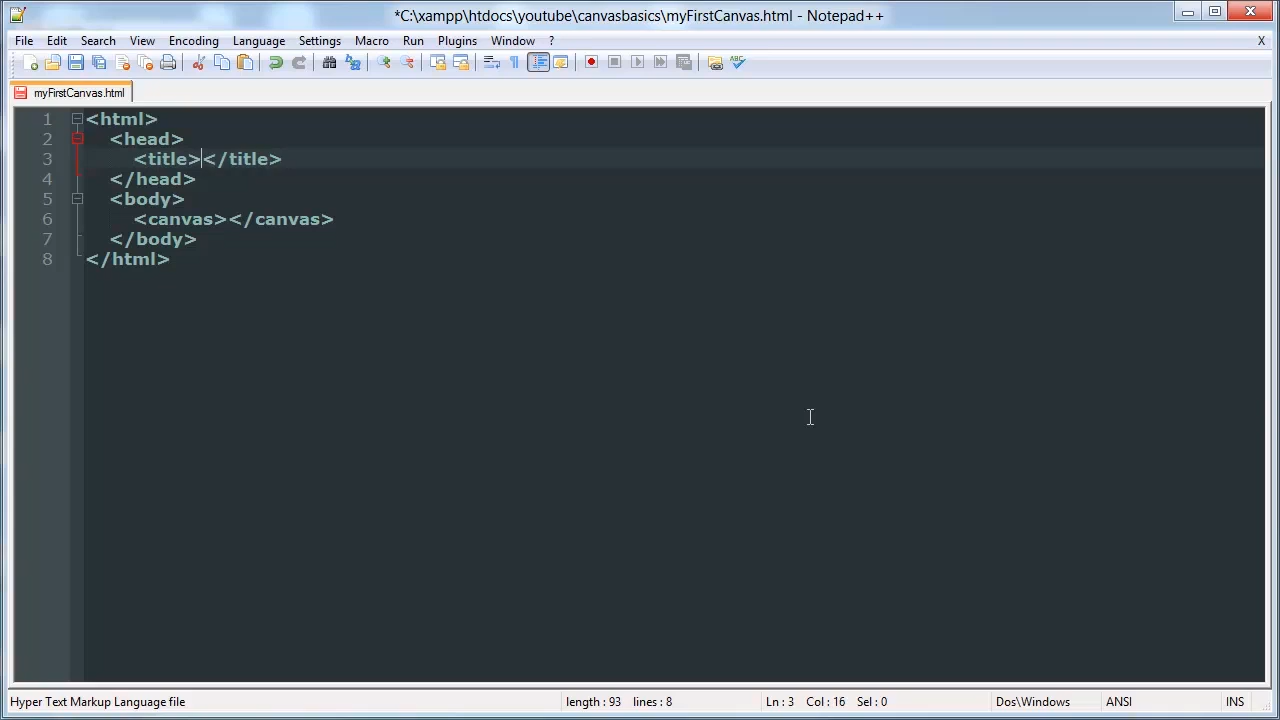 *C:\xampp\htdocs\youtube\canvasbasics\myFirstCanvas.html - Notepad++
File Edit Search View Encoding Language Settings Macro Run Plugins Window ? X
myFirstCanvas.html
1 <html>
2 <head>
3 <title></title>
4 </head>
5 <body>
6 <canvas></canvas>
7 </body>
8 </html>
Hyper Text Markup Language file length : 93 lines : 8 Ln : 3 Col : 16 Sel : 0 Dos\Windows ANSI INS